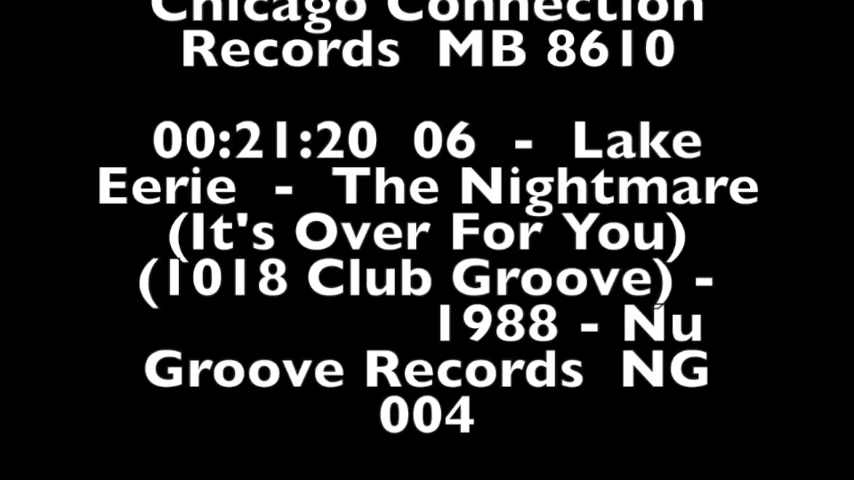 Chicago Connection
Records  MB 8610
00:21:20  06  -  Lake
Eerie  -  The Nightmare
(It's Over For You)
(1018 Club Groove) -
1988 - Nu
Groove Records  NG
004